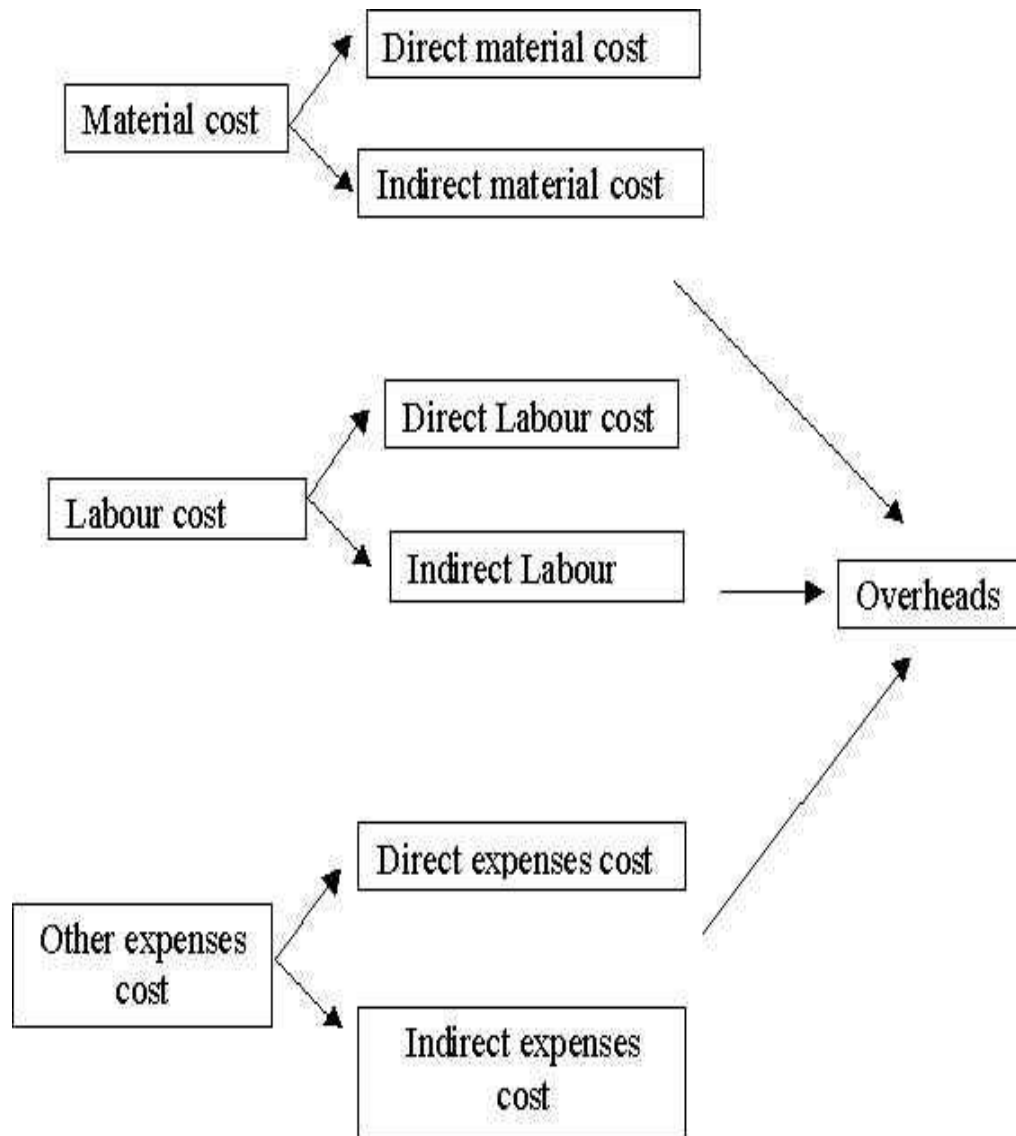 Direct material cost
Material cost
Indirect material cost
Direct Labour cost
Labour cost
Indirect Labour
Overheads
Direct expenses cost
Other expenses
cost
Indirect expenses
cost